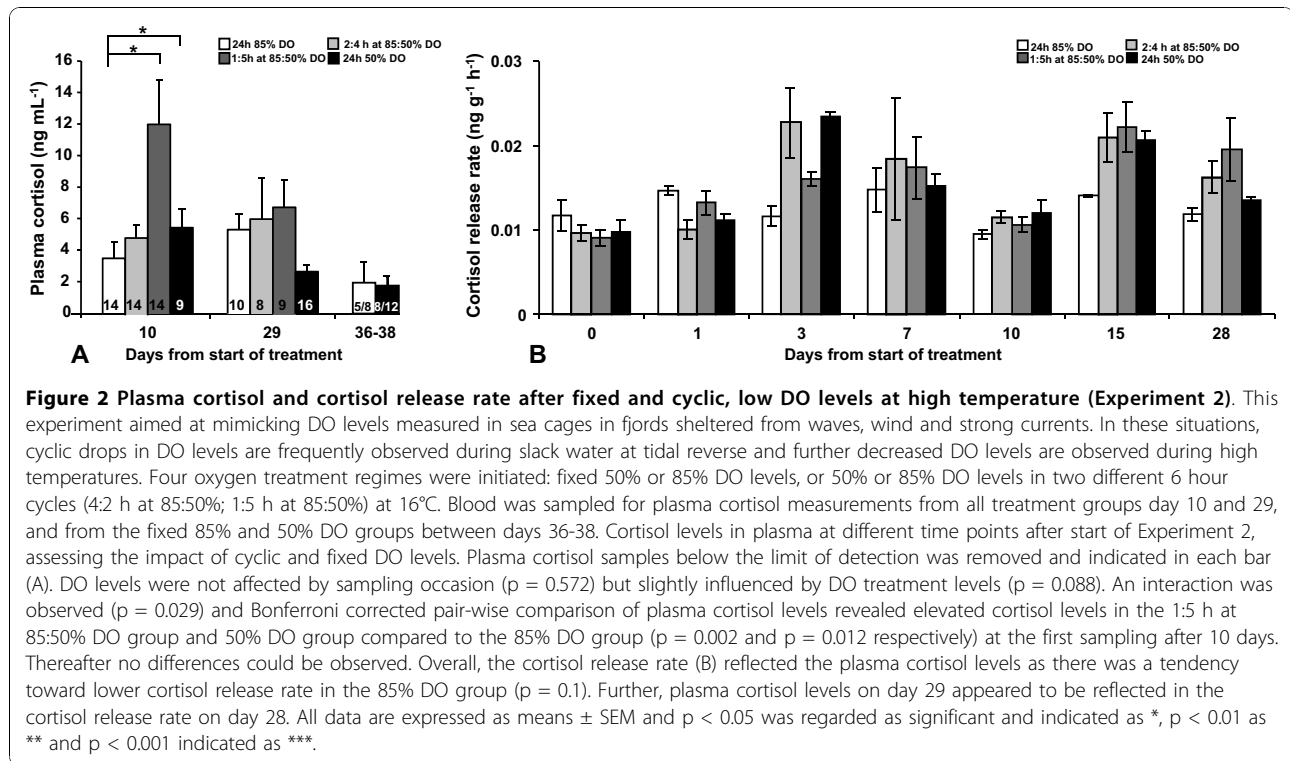 * *
24h 85% DO 2:4 h at 85:50% DO
1:5h at 85:50% DO 24h 50% DO
Plasma cortisol (ng mL-1)
16
14
12
10
8
6
4
2
0
14 14 14 9 10 8 9 16 5/8 8/12
10 29 36-38
A Days from start of treatment
24h 85% DO 2:4 h at 85:50% DO
1:5h at 85:50% DO 24h 50% DO
Cortisol release rate (ng g-1 h-1)
0.03
0.02
0.01
0
0 1 3 7 10 15 28
B Days from start of treatment
Figure 2 Plasma cortisol and cortisol release rate after fixed and cyclic, low DO levels at high temperature (Experiment 2). This
experiment aimed at mimicking DO levels measured in sea cages in fjords sheltered from waves, wind and strong currents. In these situations,
cyclic drops in DO levels are frequently observed during slack water at tidal reverse and further decreased DO levels are observed during high
temperatures. Four oxygen treatment regimes were initiated: fixed 50% or 85% DO levels, or 50% or 85% DO levels in two different 6 hour
cycles (4:2 h at 85:50%; 1:5 h at 85:50%) at 16°C. Blood was sampled for plasma cortisol measurements from all treatment groups day 10 and 29,
and from the fixed 85% and 50% DO groups between days 36-38. Cortisol levels in plasma at different time points after start of Experiment 2,
assessing the impact of cyclic and fixed DO levels. Plasma cortisol samples below the limit of detection was removed and indicated in each bar
(A). DO levels were not affected by sampling occasion (p = 0.572) but slightly influenced by DO treatment levels (p = 0.088). An interaction was
observed (p = 0.029) and Bonferroni corrected pair-wise comparison of plasma cortisol levels revealed elevated cortisol levels in the 1:5 h at
85:50% DO group and 50% DO group compared to the 85% DO group (p = 0.002 and p = 0.012 respectively) at the first sampling after 10 days.
Thereafter no differences could be observed. Overall, the cortisol release rate (B) reflected the plasma cortisol levels as there was a tendency
toward lower cortisol release rate in the 85% DO group (p = 0.1). Further, plasma cortisol levels on day 29 appeared to be reflected in the
cortisol release rate on day 28. All data are expressed as means ± SEM and p < 0.05 was regarded as significant and indicated as *, p < 0.01 as
** and p < 0.001 indicated as ***.